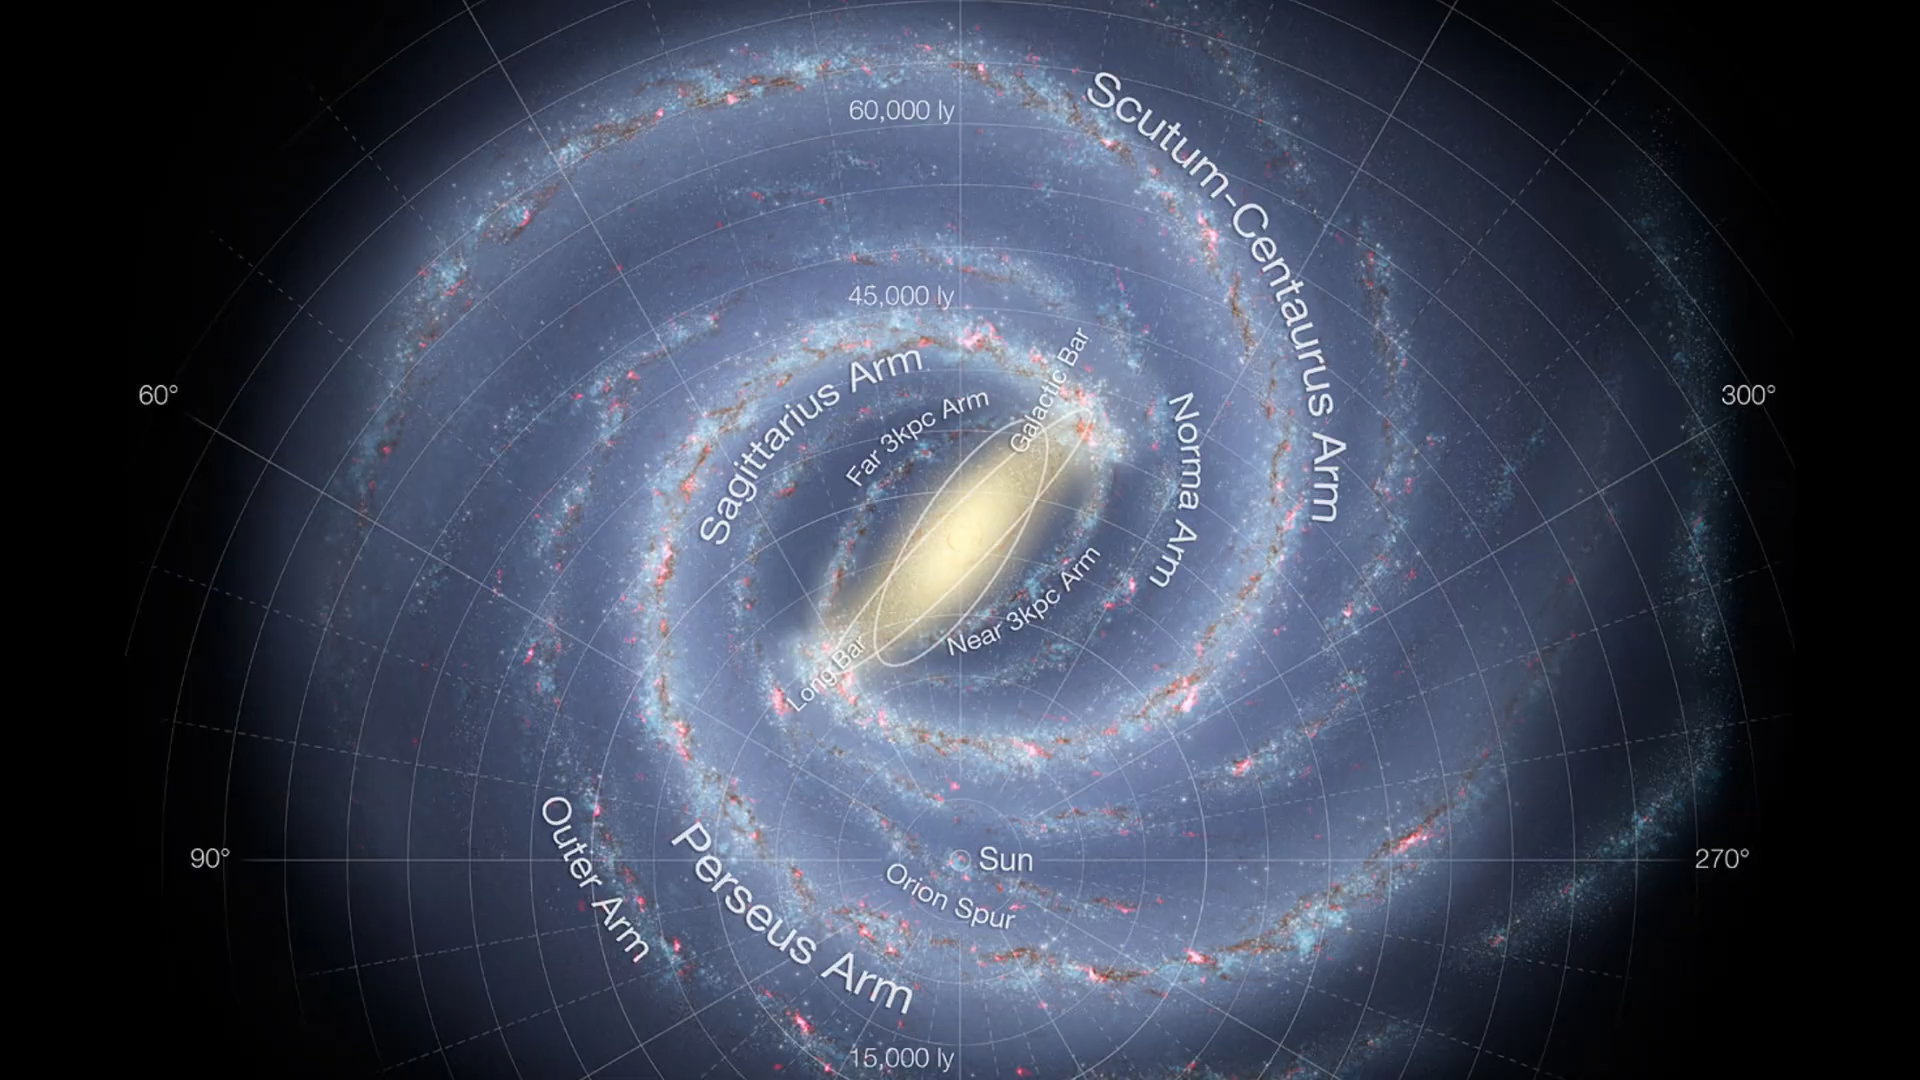 Scutum-Centaurus Arm
60,000 ly
45,000 ly
Galactic Bar
Sagittarius Arm
Far 3kpc Arm
60°
300°
Norma Arm
Near 3kpc Arm
Long Bar
Outer Arm
Perseus Arm
90°
Sun
270°
Orion Spur
15,000 ly